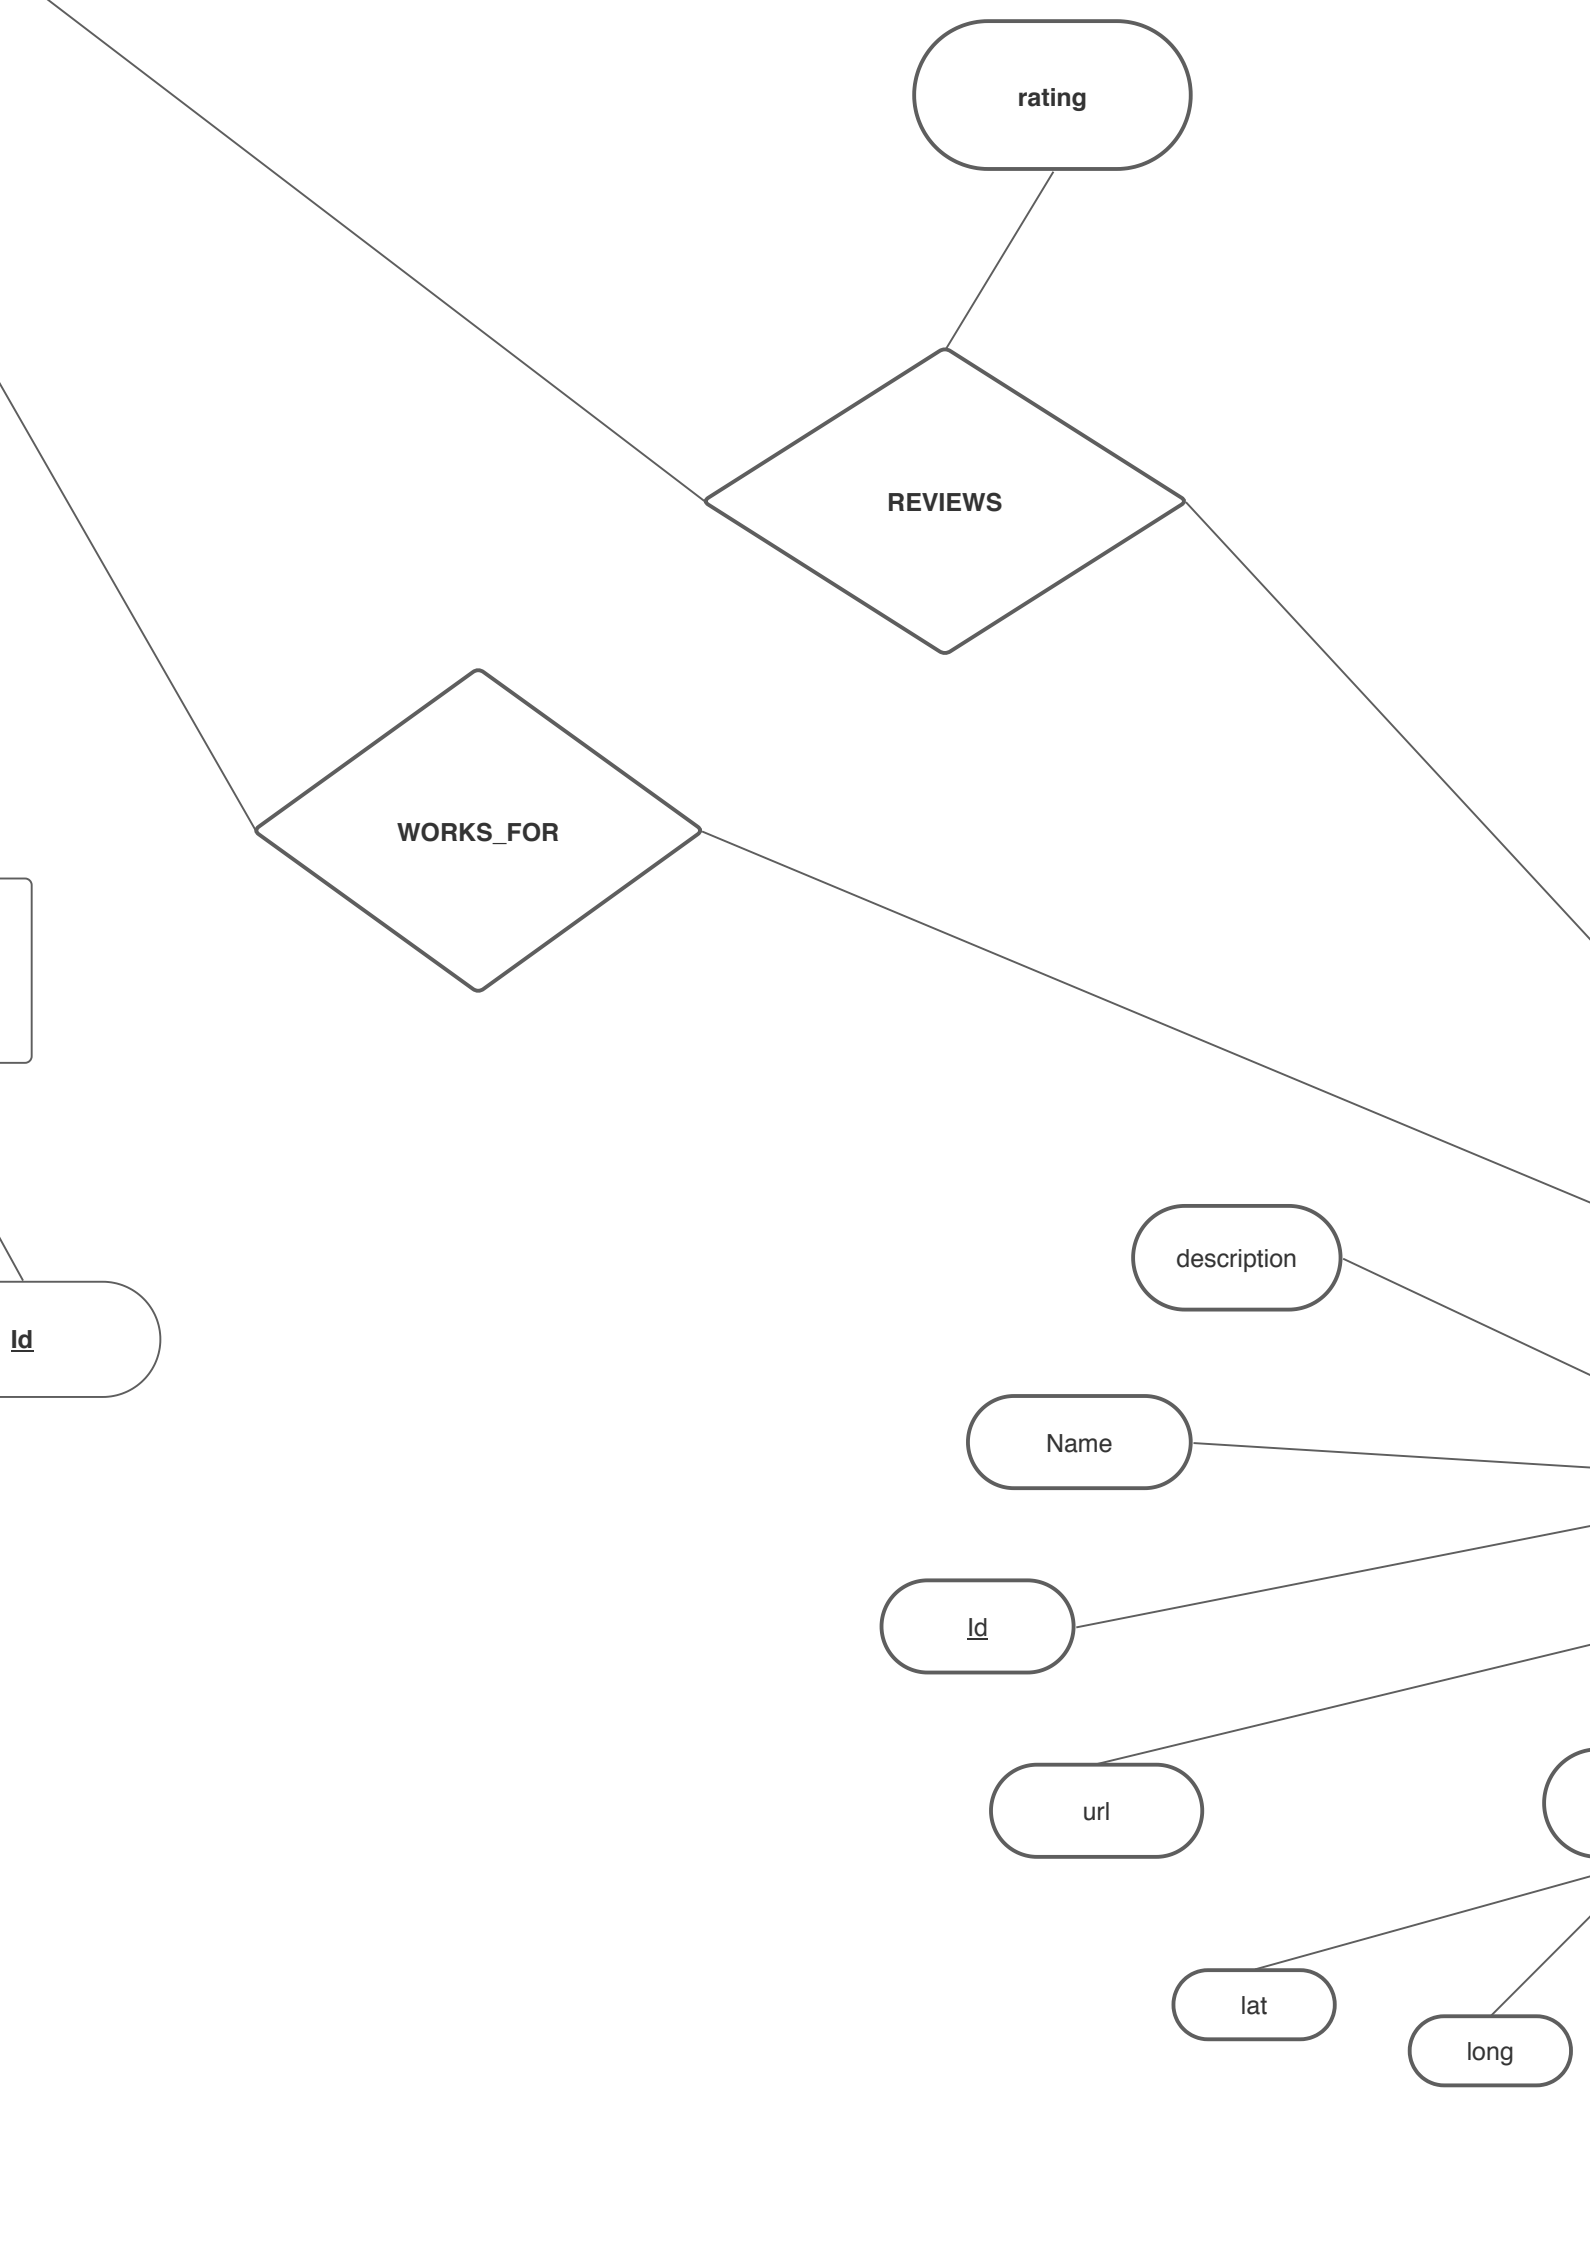 rating
REVIEWS
WORKS_FOR
description
Id
Name
Id
url
lat
long